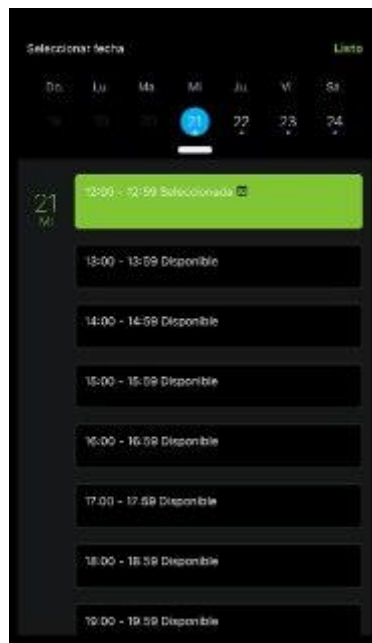 Seleccionar fecha Listo
Do. Lu. Ma. Mi Ju. Vi Sá.
21 22 23 24
21
Mi
12:00 - 12:59 Seleccionada
13:00 - 13:59 Disponible
14:00 - 14:59 Disponible
15:00 - 15:59 Disponible
16:00 - 16:59 Disponible
17:00 - 17:59 Disponible
18:00 - 18:59 Disponible
19:00 - 19:59 Disponible